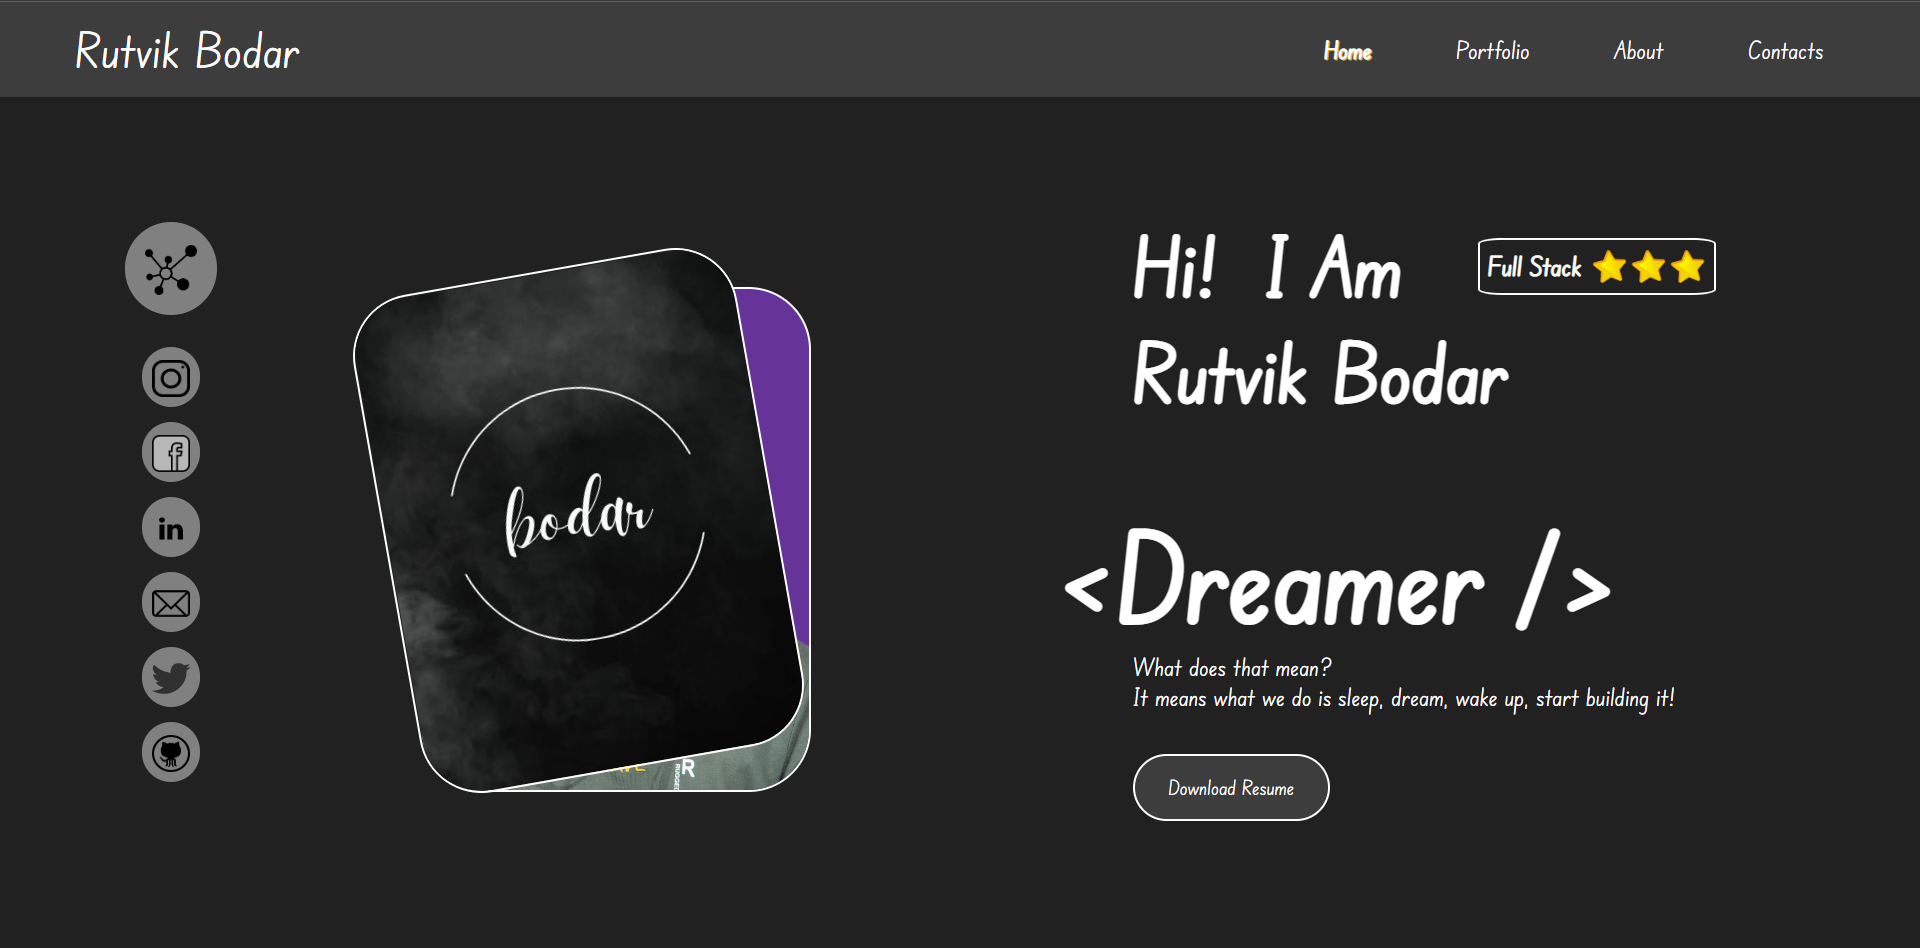 Rutvik Bodar
Home Portfolio About Contacts
bodar
R
Hi! I Am
Full Stack
Rutvik Bodar
<Dreamer />
What does that mean?
It means what we do is sleep, dream, wake up, start building it!
Download Resume